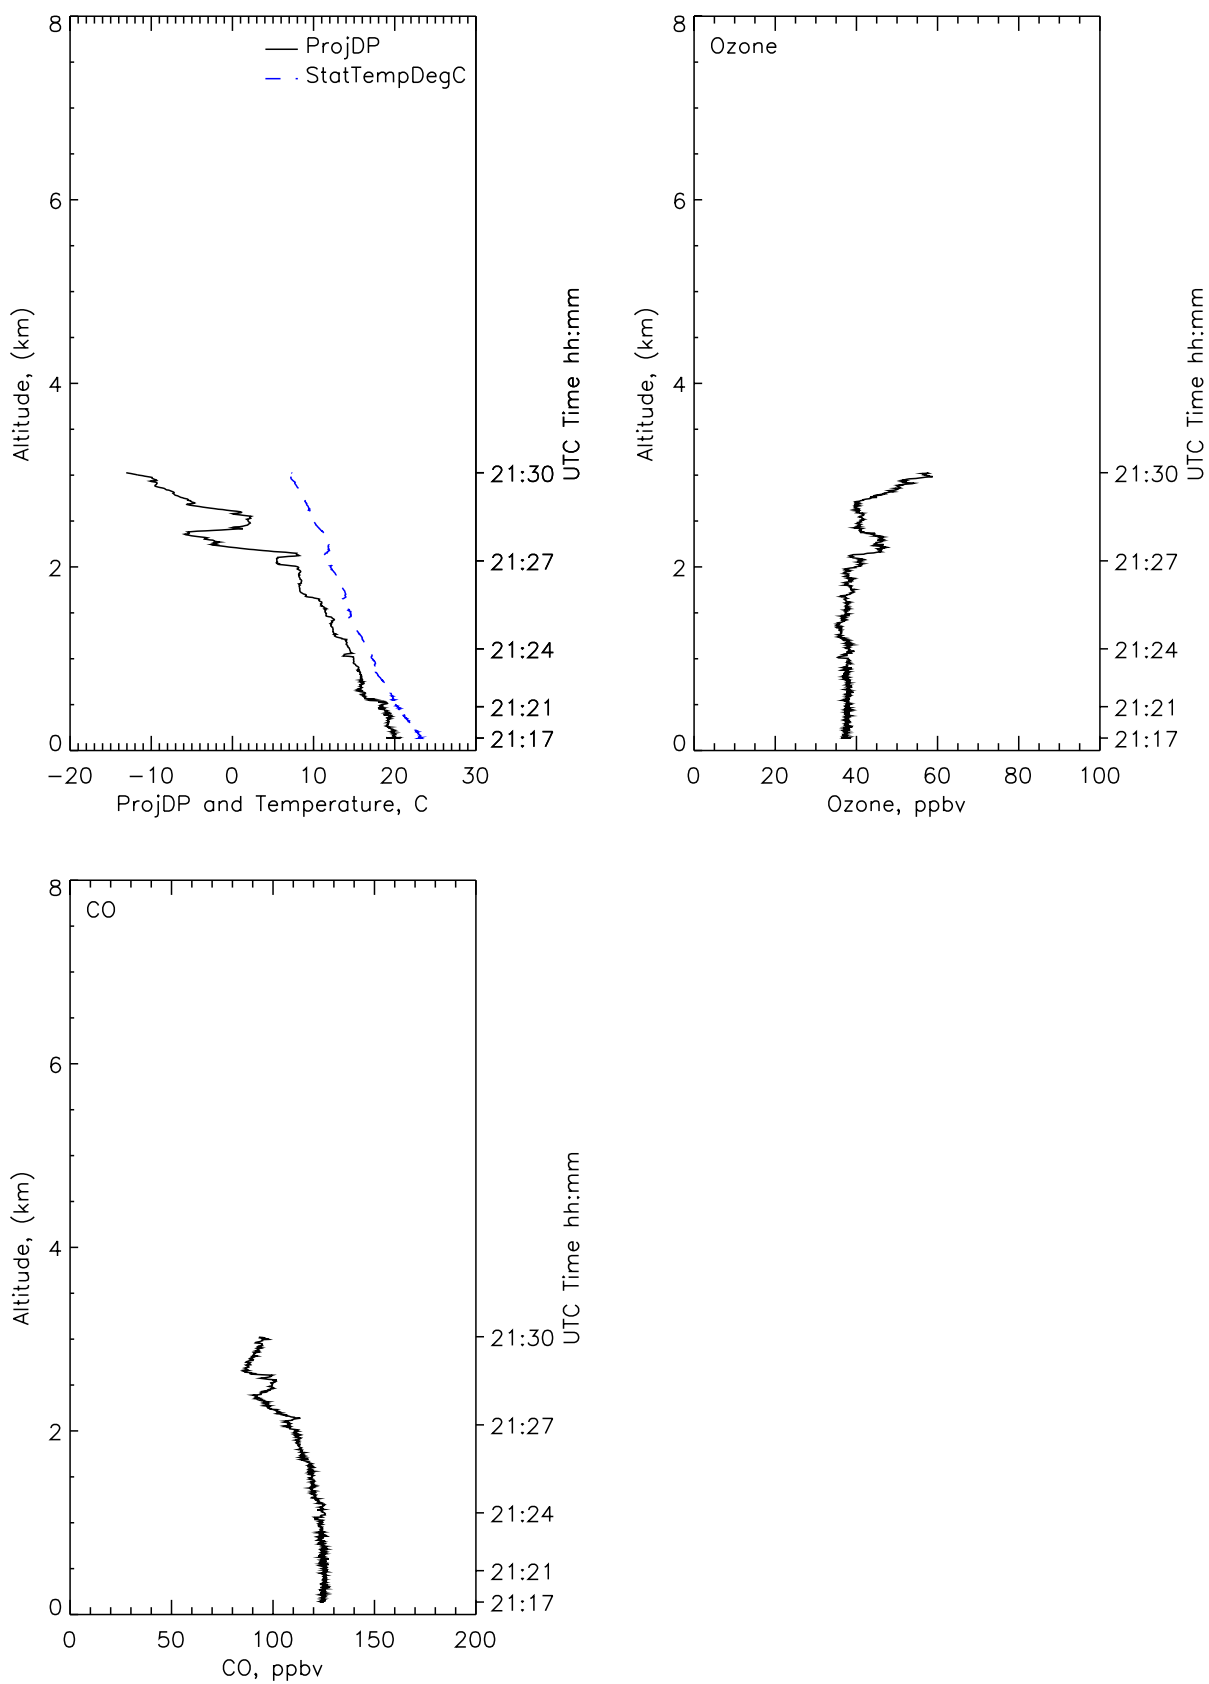 8
6
4
2
0
Altitude, (km)
ProjDP
StatTempDegC
21:30
21:27
21:24
21:21
21:17
UTC Time hh:mm
−20 −10 0 10 20 30
ProjDP and Temperature, C
8
6
4
2
0
Altitude, (km)
Ozone
21:30
21:27
21:24
21:21
21:17
UTC Time hh:mm
0 20 40 60 80 100
Ozone, ppbv
8
6
4
2
0
Altitude, (km)
CO
21:30
21:27
21:24
21:21
21:17
UTC Time hh:mm
0 50 100 150 200
CO, ppbv